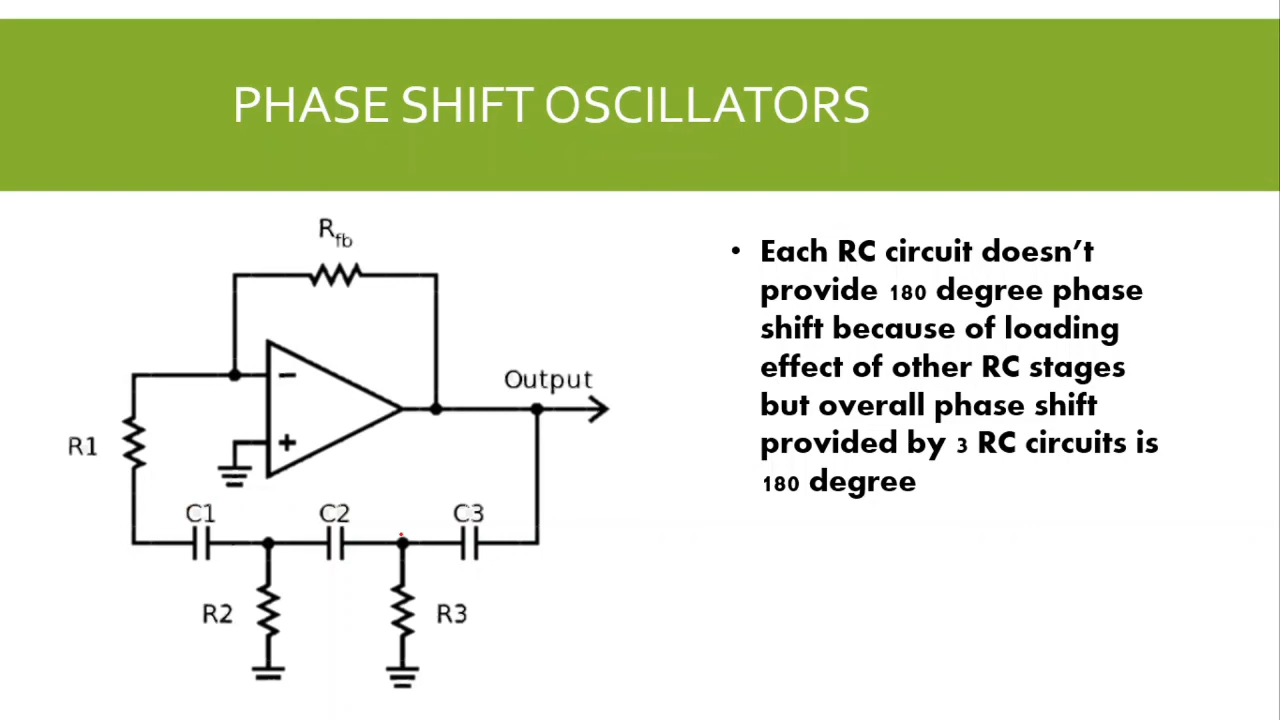 PHASE SHIFT OSCILLATORS
Rfb
Output
R1
C1 C2 C3
R2 R3
• Each RC circuit doesn't
provide 180 degree phase
shift because of loading
effect of other RC stages
but overall phase shift
provided by 3 RC circuits is
180 degree